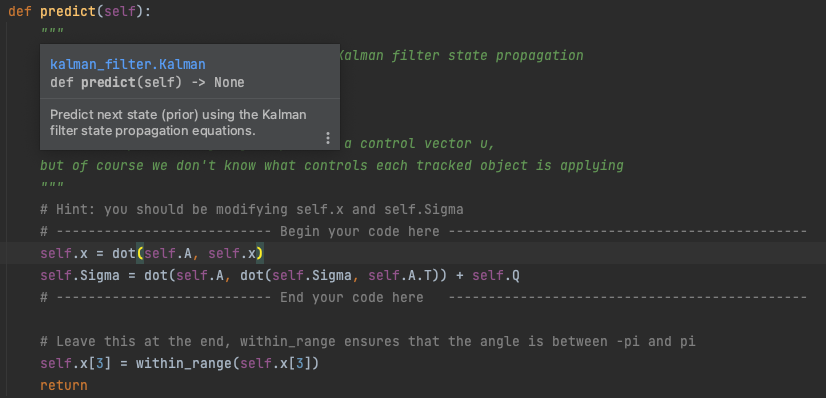 def predict(self):
"""
Kalman filter state propagation
kalman_filter.Kalman
def predict(self) -> None
Predict next state (prior) using the Kalman
filter state propagation equations.
a control vector u,
but of course we don't know what controls each tracked object is applying
"""
# Hint: you should be modifying self.x and self.Sigma
# --------------------------- Begin your code here ---------------------------------------------
self.x = dot(self.A, self.x)
self.Sigma = dot(self.A, dot(self.Sigma, self.A.T)) + self.Q
# --------------------------- End your code here   ---------------------------------------------
# Leave this at the end, within_range ensures that the angle is between -pi and pi
self.x[3] = within_range(self.x[3])
return